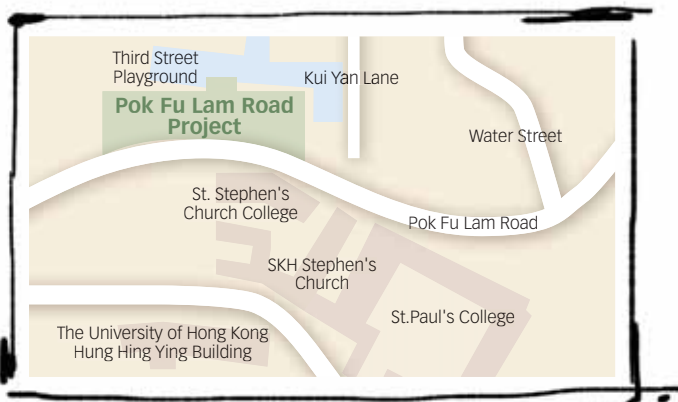 Third Street
Playground
Kui Yan Lane
Pok Fu Lam Road
Project
Water Street
St. Stephen's
Church College
Pok Fu Lam Road
SKH Stephen's
Church
St.Paul's College
The University of Hong Kong
Hung Hing Ying Building